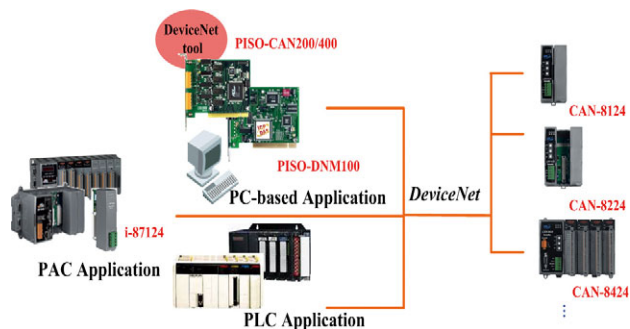 DeviceNet
tool
PISO-CAN200/400
PISO-DNM100
PC-based Application
i-87124
PAC Application
PLC Application
DeviceNet
CAN-8124
CAN-8224
CAN-8424